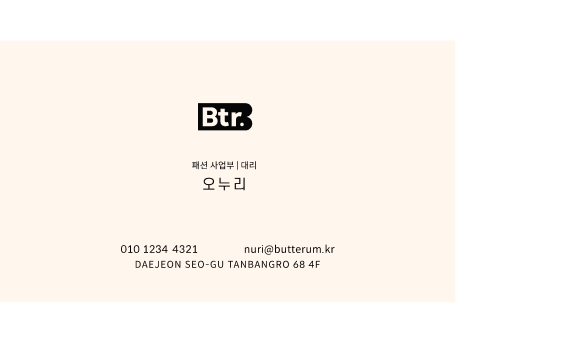 Btr.
패션 사업부 | 대리
오누리
010 1234 4321 nuri@butterum.kr
DAEJEON SEO-GU TANBANGRO 68 4F